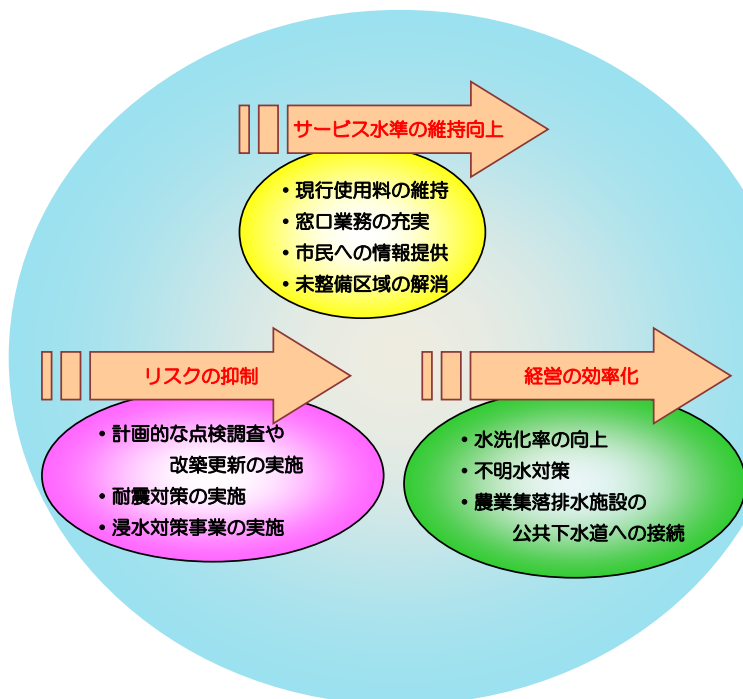 サービス水準の維持向上
・現行使用料の維持
・窓口業務の充実
・市民への情報提供
・未整備区域の解消
リスクの抑制
・計画的な点検調査や
改築更新の実施
・耐震対策の実施
・浸水対策事業の実施
経営の効率化
・水洗化率の向上
・不明水対策
・農業集落排水施設の
公共下水道への接続